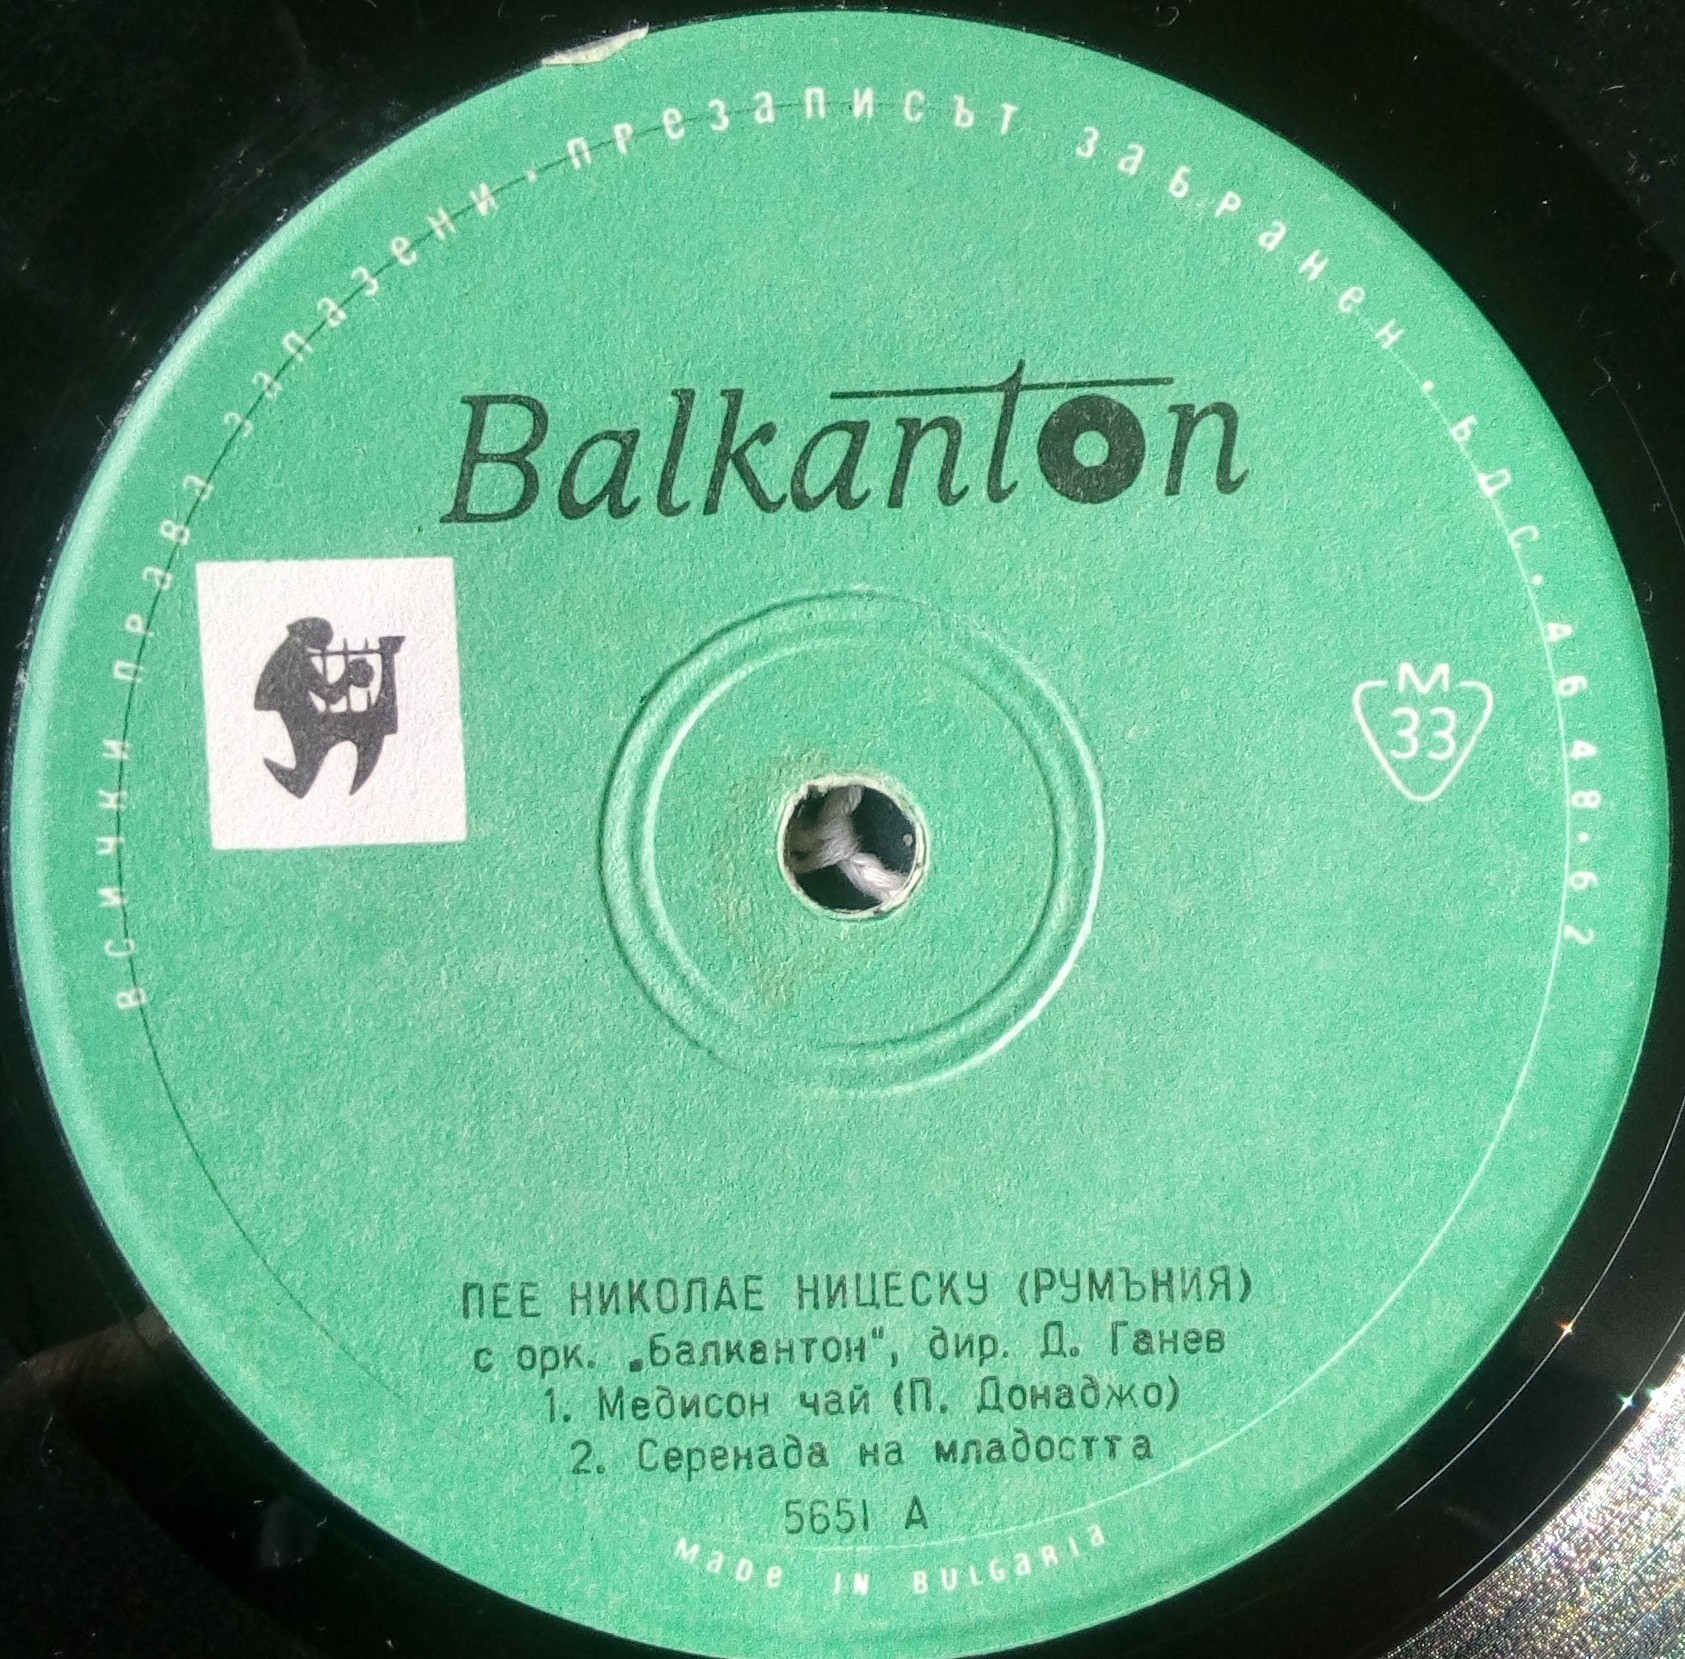 всички права запазени · презаписът забранен · БДС · 46 48 · 62
Balkanton
М
33
ПЕЕ НИКОЛАЕ НИЦЕСКУ (РУМЪНИЯ)
с орк. „Балкантон“, дир. Д. Ганев
1. Медисон чай (П. Донаджо)
2. Серенада на младостта
5651 А
Made in Bulgaria